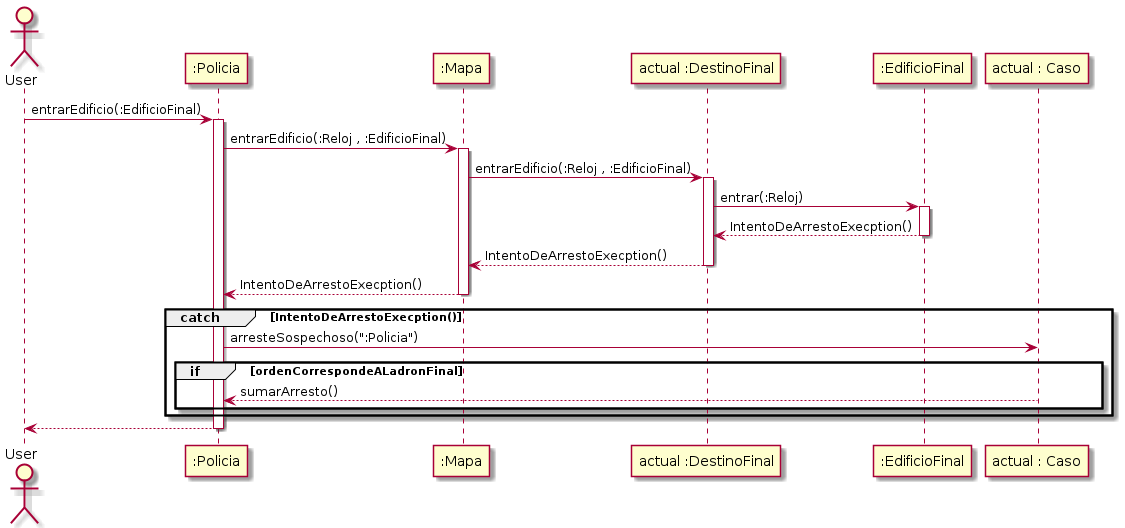 User
:Policia
:Mapa
actual :DestinoFinal
:EdificioFinal
actual : Caso
entrarEdificio(:EdificioFinal)
entrarEdificio(:Reloj , :EdificioFinal)
entrarEdificio(:Reloj , :EdificioFinal)
entrar(:Reloj)
IntentoDeArrestoExecption()
IntentoDeArrestoExecption()
IntentoDeArrestoExecption()
catch [IntentoDeArrestoExecption()]
arresteSospechoso(":Policia")
if [ordenCorrespondeALadronFinal]
sumarArresto()
User
:Policia
:Mapa
actual :DestinoFinal
:EdificioFinal
actual : Caso